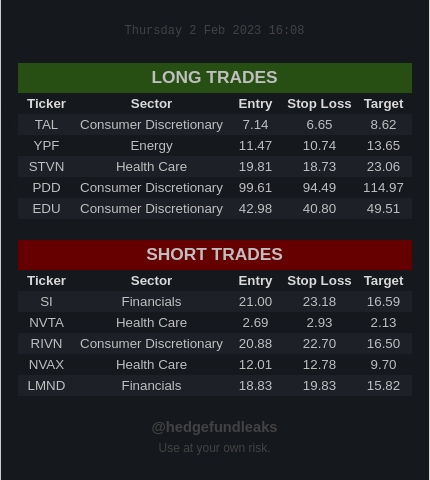 Thursday 2 Feb 2023 16:08
LONG TRADES
Ticker Sector Entry Stop Loss Target
TAL Consumer Discretionary 7.14 6.65 8.62
YPF Energy 11.47 10.74 13.65
STVN Health Care 19.81 18.73 23.06
PDD Consumer Discretionary 99.61 94.49 114.97
EDU Consumer Discretionary 42.98 40.80 49.51
SHORT TRADES
Ticker Sector Entry Stop Loss Target
SI Financials 21.00 23.18 16.59
NVTA Health Care 2.69 2.93 2.13
RIVN Consumer Discretionary 20.88 22.70 16.50
NVAX Health Care 12.01 12.78 9.70
LMND Financials 18.83 19.83 15.82
@hedgefundleaks
Use at your own risk.